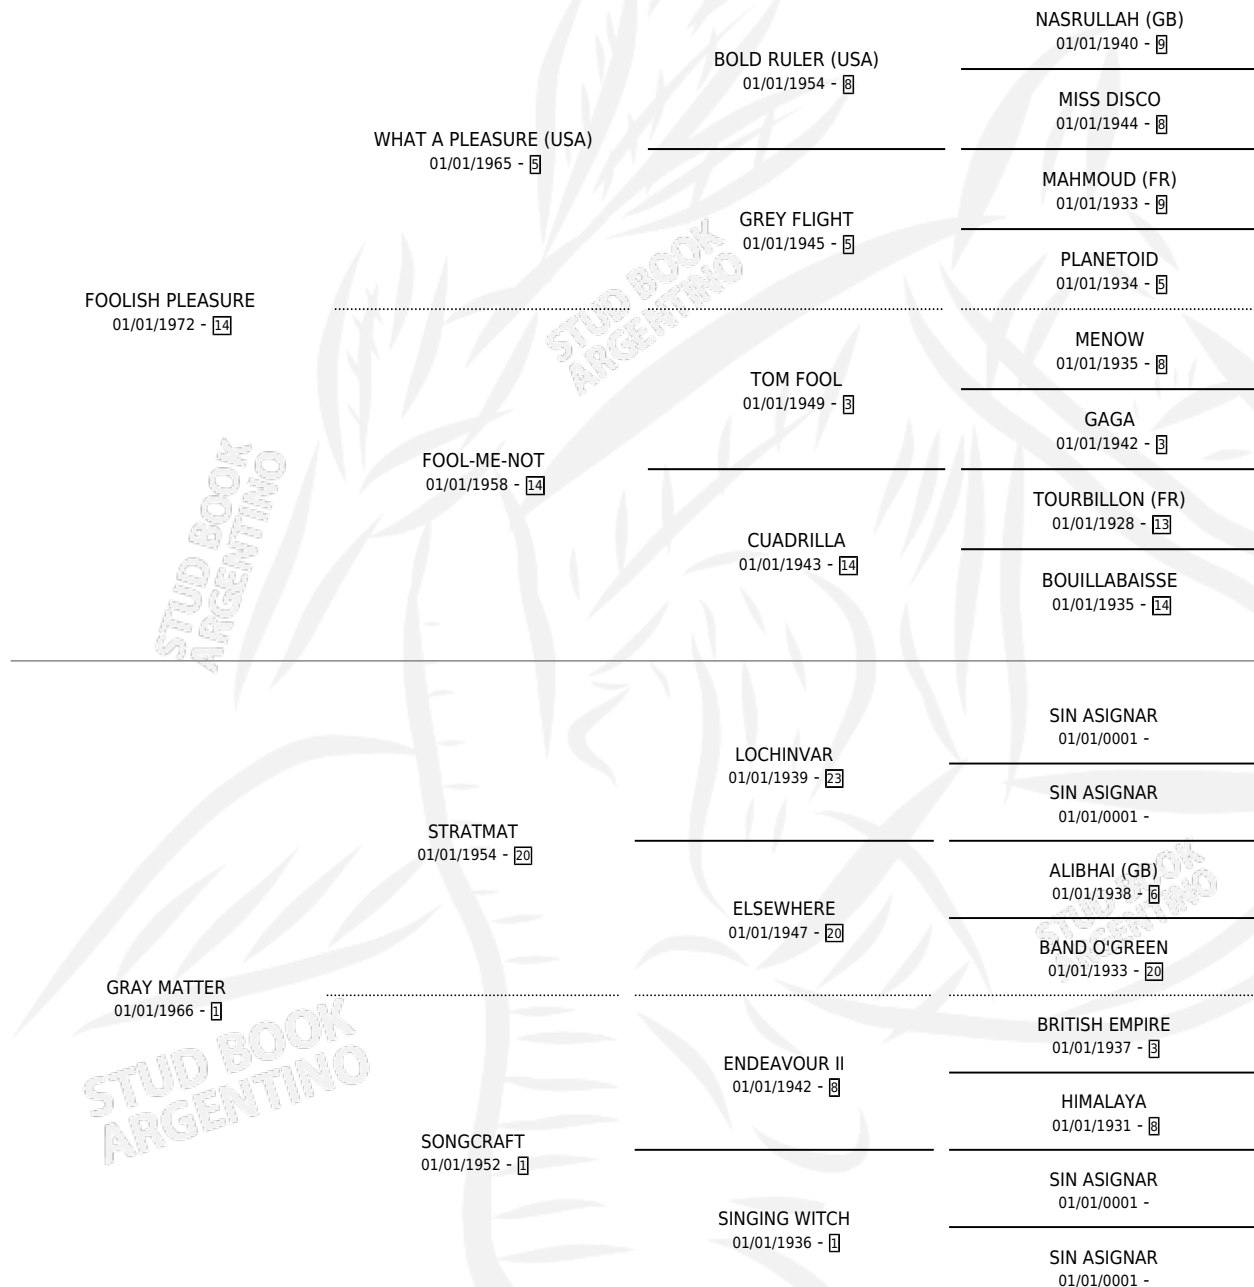 NASRULLAH (GB)
01/01/1940 - 9
BOLD RULER (USA)
01/01/1954 - 8
MISS DISCO
01/01/1944 - 8
WHAT A PLEASURE (USA)
01/01/1965 - 5
MAHMOUD (FR)
01/01/1933 - 9
GREY FLIGHT
01/01/1945 - 5
PLANETOID
01/01/1934 - 5
FOOLISH PLEASURE
01/01/1972 - 14
MENOW
01/01/1935 - 8
TOM FOOL
01/01/1949 - 3
GAGA
01/01/1942 - 3
FOOL-ME-NOT
01/01/1958 - 14
TOURBILLON (FR)
01/01/1928 - 13
CUADRILLA
01/01/1943 - 14
BOUILLABAISSE
01/01/1935 - 14
SIN ASIGNAR
01/01/0001 -
LOCHINVAR
01/01/1939 - 23
SIN ASIGNAR
01/01/0001 -
STRATMAT
01/01/1954 - 20
ALIBHAI (GB)
01/01/1938 - 6
ELSEWHERE
01/01/1947 - 20
BAND O'GREEN
01/01/1933 - 20
GRAY MATTER
01/01/1966 - 1
BRITISH EMPIRE
01/01/1937 - 3
ENDEAVOUR II
01/01/1942 - 8
HIMALAYA
01/01/1931 - 8
SONGCRAFT
01/01/1952 - 1
SIN ASIGNAR
01/01/0001 -
SINGING WITCH
01/01/1936 - 1
SIN ASIGNAR
01/01/0001 -
STUD BOOK
ARGENTINO
STUD BOOK
ARGENTINO
STUD BOOK
ARGENTINO
STUD BOOK
ARGENTINO